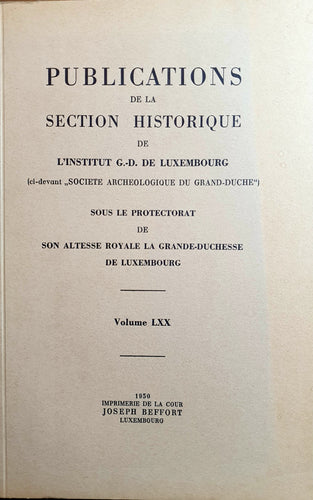 PUBLICATIONS
DE LA
SECTION HISTORIQUE
DE
L'INSTITUT G.-D. DE LUXEMBOURG
(ci-devant „SOCIETE ARCHEOLOGIQUE DU GRAND-DUCHE")
SOUS LE PROTECTORAT
DE
SON ALTESSE ROYALE LA GRANDE-DUCHESSE
DE LUXEMBOURG
Volume LXX
1950
IMPRIMERIE DE LA COUR
JOSEPH BEFFORT
LUXEMBOURG